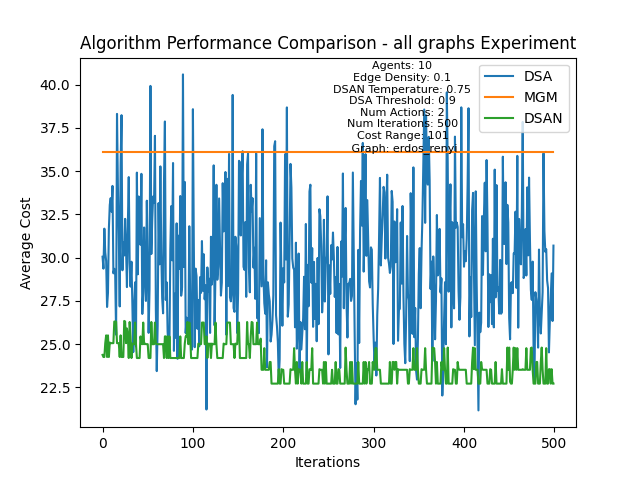 Algorithm Performance Comparison - all graphs Experiment
Agents: 10
Edge Density: 0.1
DSAN Temperature: 0.75
DSA Threshold: 0.9
Num Actions: 2
Num Iterations: 500
Cost Range: 101
Graph: erdos_renyi
DSA
MGM
DSAN
Average Cost
40.0
37.5
35.0
32.5
30.0
27.5
25.0
22.5
0
100
200
300
400
500
Iterations